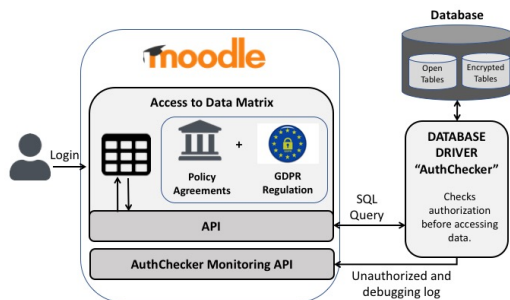 Database
moodle
Open
Tables
Encrypted
Tables
Access to Data Matrix
Login
+
Policy
Agreements
GDPR
Regulation
DATABASE
DRIVER
“AuthChecker”
Checks
authorization
before accessing
data.
SQL
Query
API
AuthChecker Monitoring API
Unauthorized and
debugging log